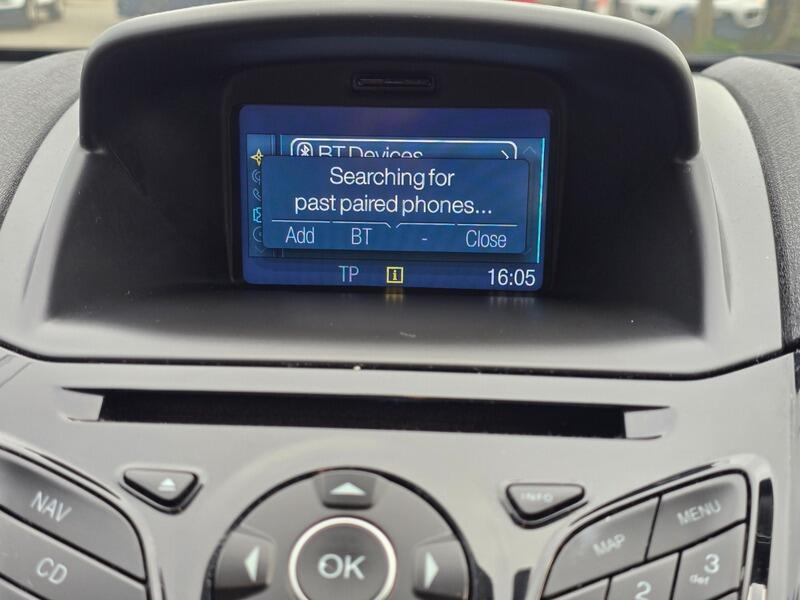 BT Devices
Searching for
past paired phones...
Add BT - Close
TP i 16:05
NAV
INFO
MENU
MAP
CD
OK
2
3
def